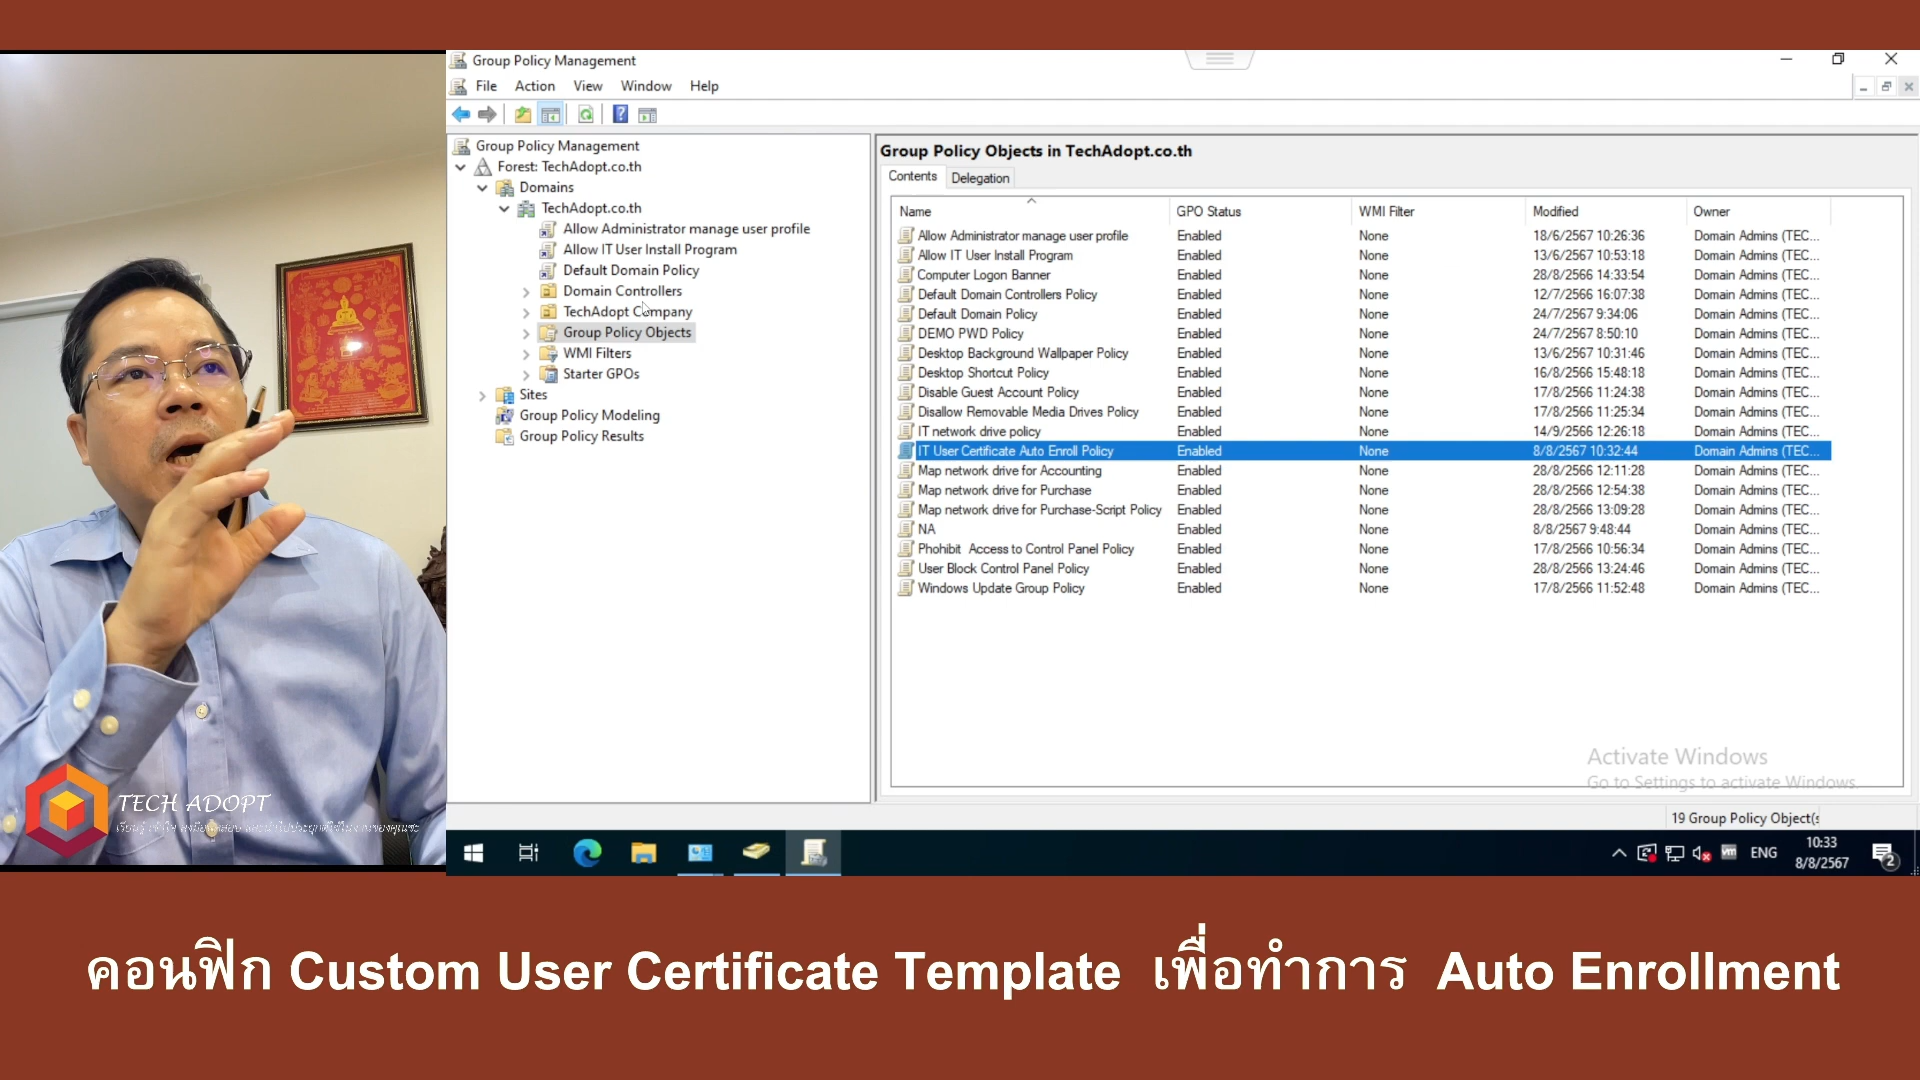 Group Policy Management
File Action View Window Help
Group Policy Management
Forest: TechAdopt.co.th
Domains
TechAdopt.co.th
Allow Administrator manage user profile
Allow IT User Install Program
Default Domain Policy
Domain Controllers
TechAdopt Company
Group Policy Objects
WMI Filters
Starter GPOs
Sites
Group Policy Modeling
Group Policy Results
Group Policy Objects in TechAdopt.co.th
Contents Delegation
Name GPO Status WMI Filter Modified Owner
Allow Administrator manage user profile Enabled None 18/6/2567 10:26:36 Domain Admins (TEC...
Allow IT User Install Program Enabled None 13/6/2567 10:53:18 Domain Admins (TEC...
Computer Logon Banner Enabled None 28/8/2566 14:33:54 Domain Admins (TEC...
Default Domain Controllers Policy Enabled None 12/7/2566 16:07:38 Domain Admins (TEC...
Default Domain Policy Enabled None 24/7/2567 9:34:06 Domain Admins (TEC...
DEMO PWD Policy Enabled None 24/7/2567 8:50:10 Domain Admins (TEC...
Desktop Background Wallpaper Policy Enabled None 13/6/2567 10:31:46 Domain Admins (TEC...
Desktop Shortcut Policy Enabled None 16/8/2566 15:48:18 Domain Admins (TEC...
Disable Guest Account Policy Enabled None 17/8/2566 11:24:38 Domain Admins (TEC...
Disallow Removable Media Drives Policy Enabled None 17/8/2566 11:25:34 Domain Admins (TEC...
IT network drive policy Enabled None 14/9/2566 12:26:18 Domain Admins (TEC...
IT User Certificate Auto Enroll Policy Enabled None 8/8/2567 10:32:44 Domain Admins (TEC...
Map network drive for Accounting Enabled None 28/8/2566 12:11:28 Domain Admins (TEC...
Map network drive for Purchase Enabled None 28/8/2566 12:54:38 Domain Admins (TEC...
Map network drive for Purchase-Script Policy Enabled None 28/8/2566 13:09:28 Domain Admins (TEC...
NA Enabled None 8/8/2567 9:48:44 Domain Admins (TEC...
Phohibit Access to Control Panel Policy Enabled None 17/8/2566 10:56:34 Domain Admins (TEC...
User Block Control Panel Policy Enabled None 28/8/2566 13:24:46 Domain Admins (TEC...
Windows Update Group Policy Enabled None 17/8/2566 11:52:48 Domain Admins (TEC...
Activate Windows
Go to Settings to activate Windows.
19 Group Policy Object(s
ENG 10:33
8/8/2567
2
TECH ADOPT
คอนฟิก Custom User Certificate Template เพื่อทำการ Auto Enrollment